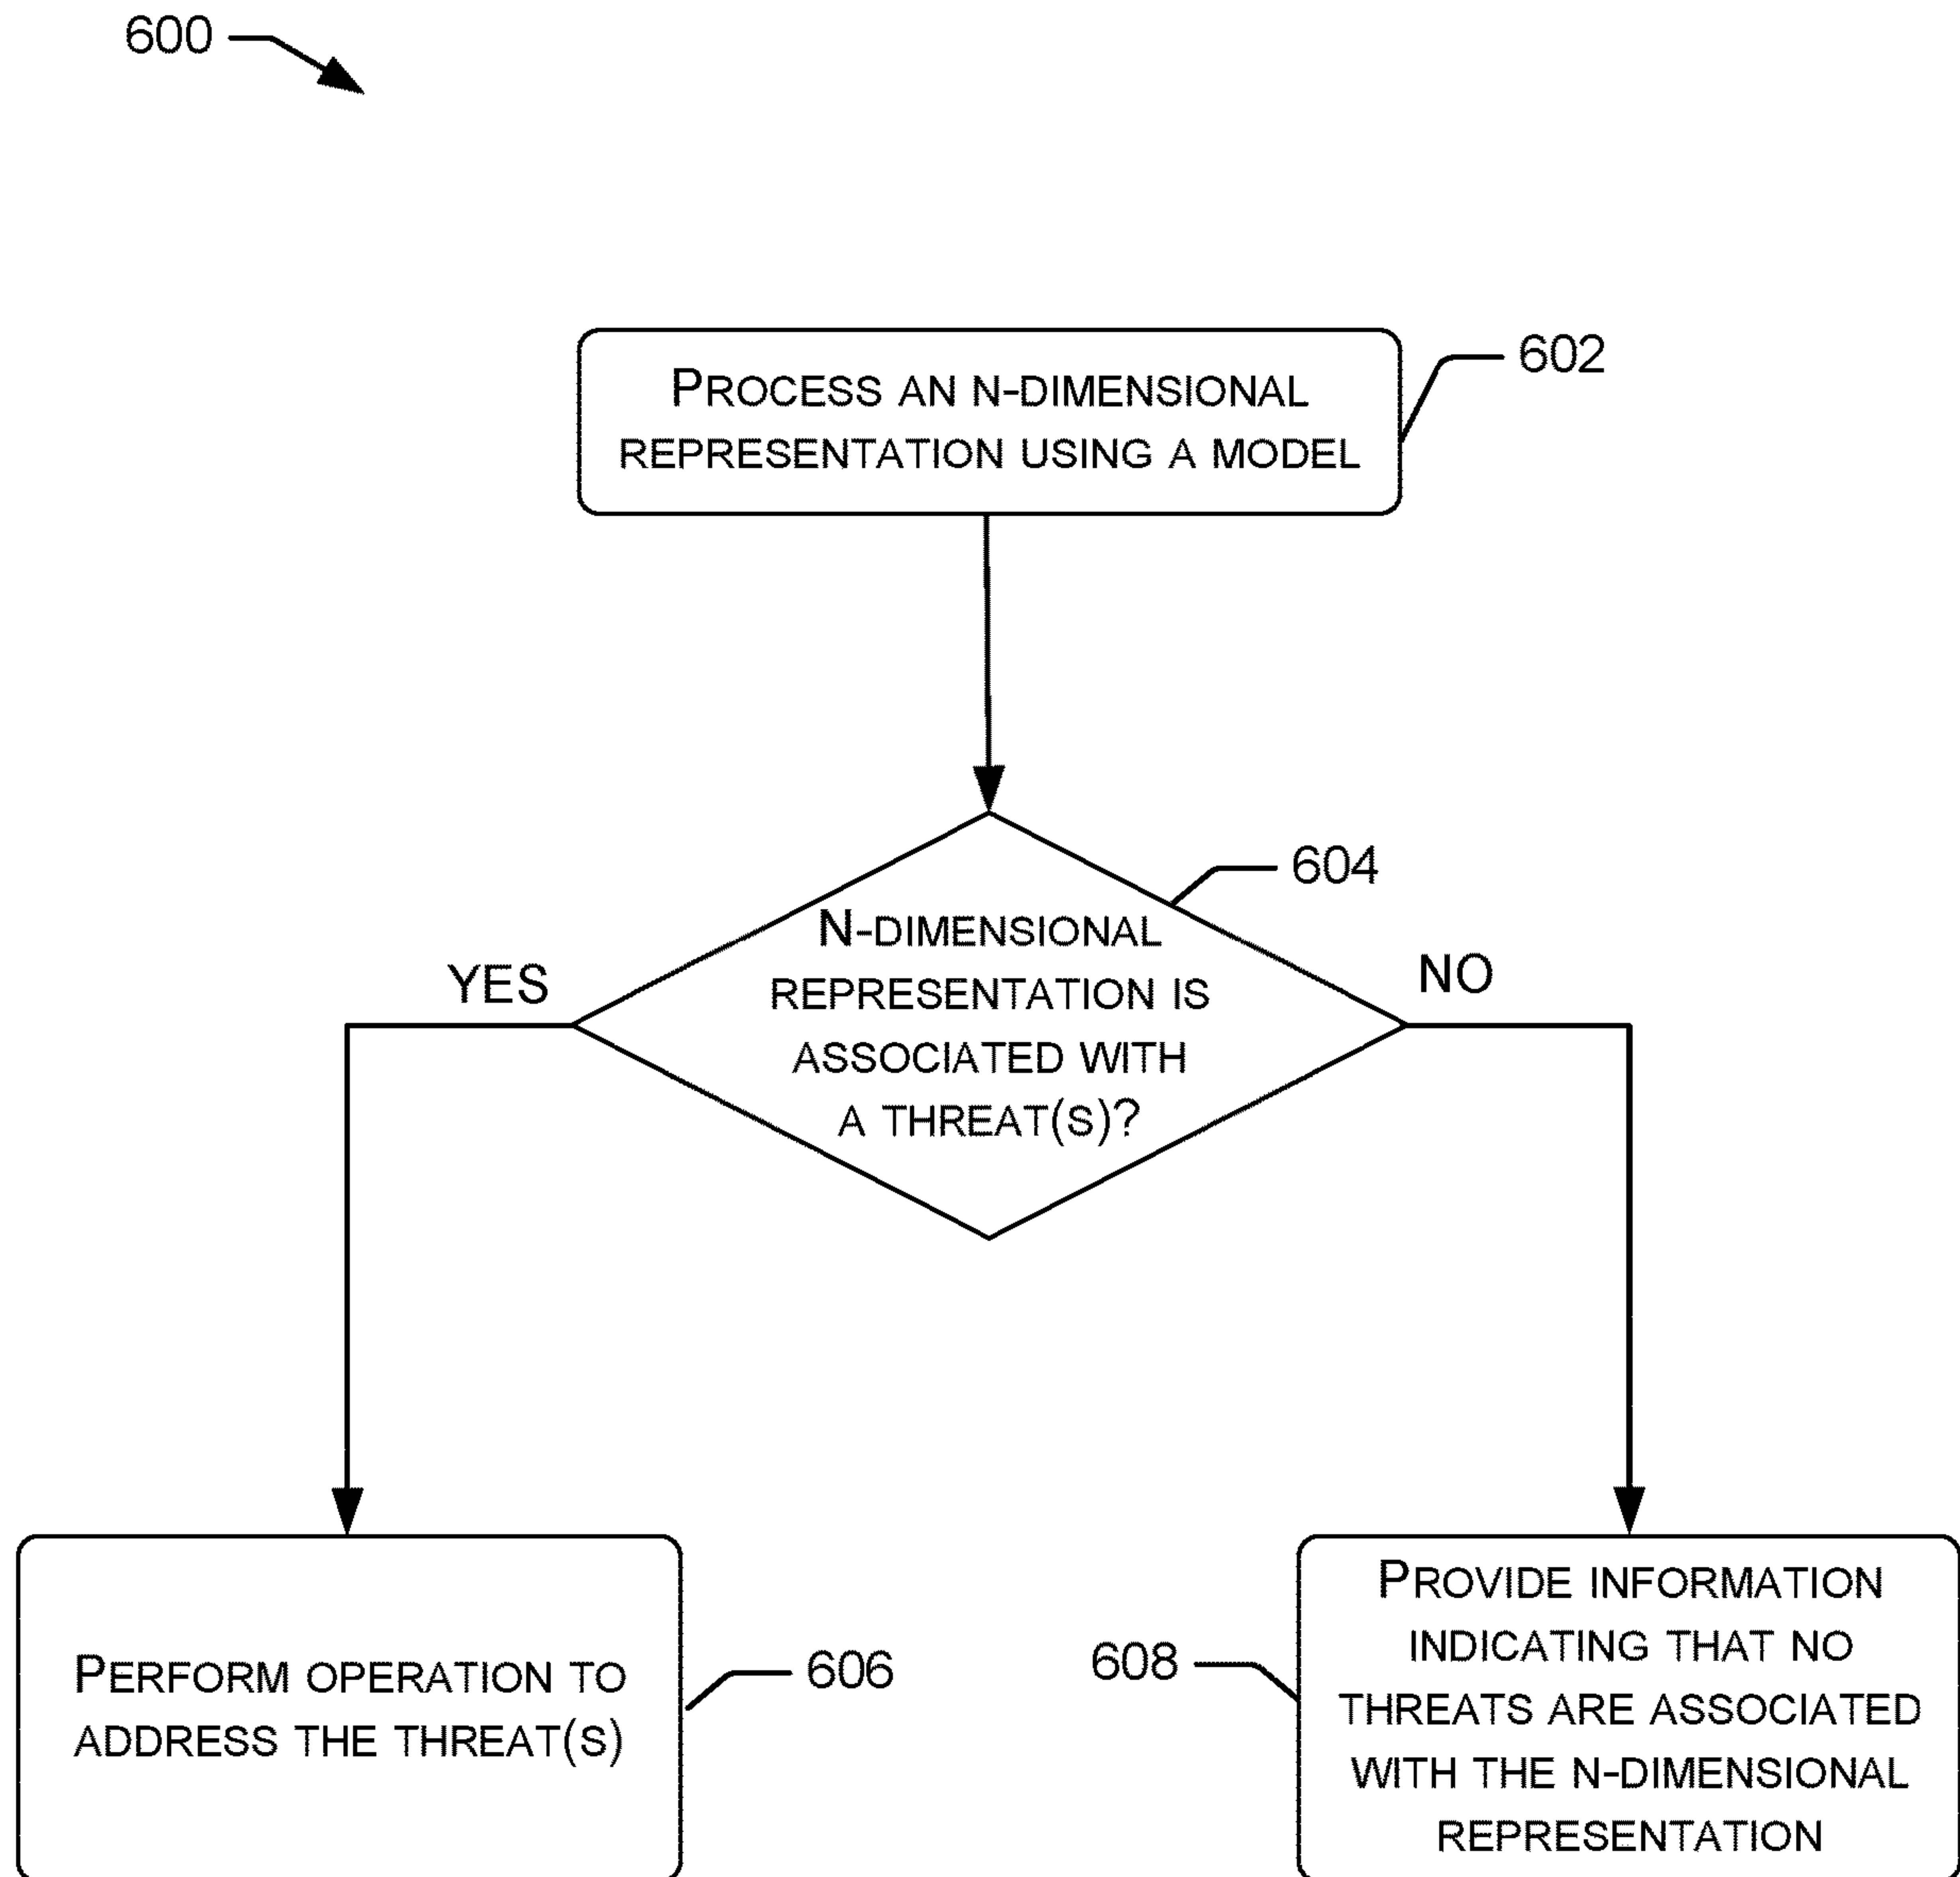 600
PROCESS AN N-DIMENSIONAL
REPRESENTATION USING A MODEL
602
604
N-DIMENSIONAL
REPRESENTATION IS
ASSOCIATED WITH
A THREAT(S)?
YES
NO
PERFORM OPERATION TO
ADDRESS THE THREAT(S)
606
608
PROVIDE INFORMATION
INDICATING THAT NO
THREATS ARE ASSOCIATED
WITH THE N-DIMENSIONAL
REPRESENTATION